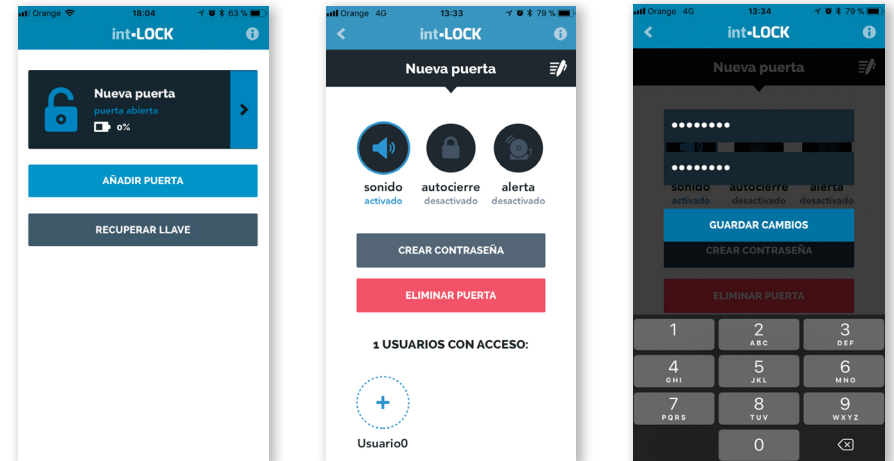 Orange 18:04 63 %
int-LOCK
Nueva puerta
puerta abierta
0%
AÑADIR PUERTA
RECUPERAR LLAVE
Orange 4G 13:33 79 %
int-LOCK
Nueva puerta
sonido autocierre alerta
activado desactivado desactivado
CREAR CONTRASEÑA
ELIMINAR PUERTA
1 USUARIOS CON ACCESO:
+
Usuario0
Orange 4G 13:34 79 %
int-LOCK
Nueva puerta
••••••••
••••••••
sonido autocierre alerta
activado desactivado desactivado
GUARDAR CAMBIOS
CREAR CONTRASEÑA
ELIMINAR PUERTA
1 2 3
ABC DEF
4 5 6
GHI JKL MNO
7 8 9
PQRS TUV WXYZ
0